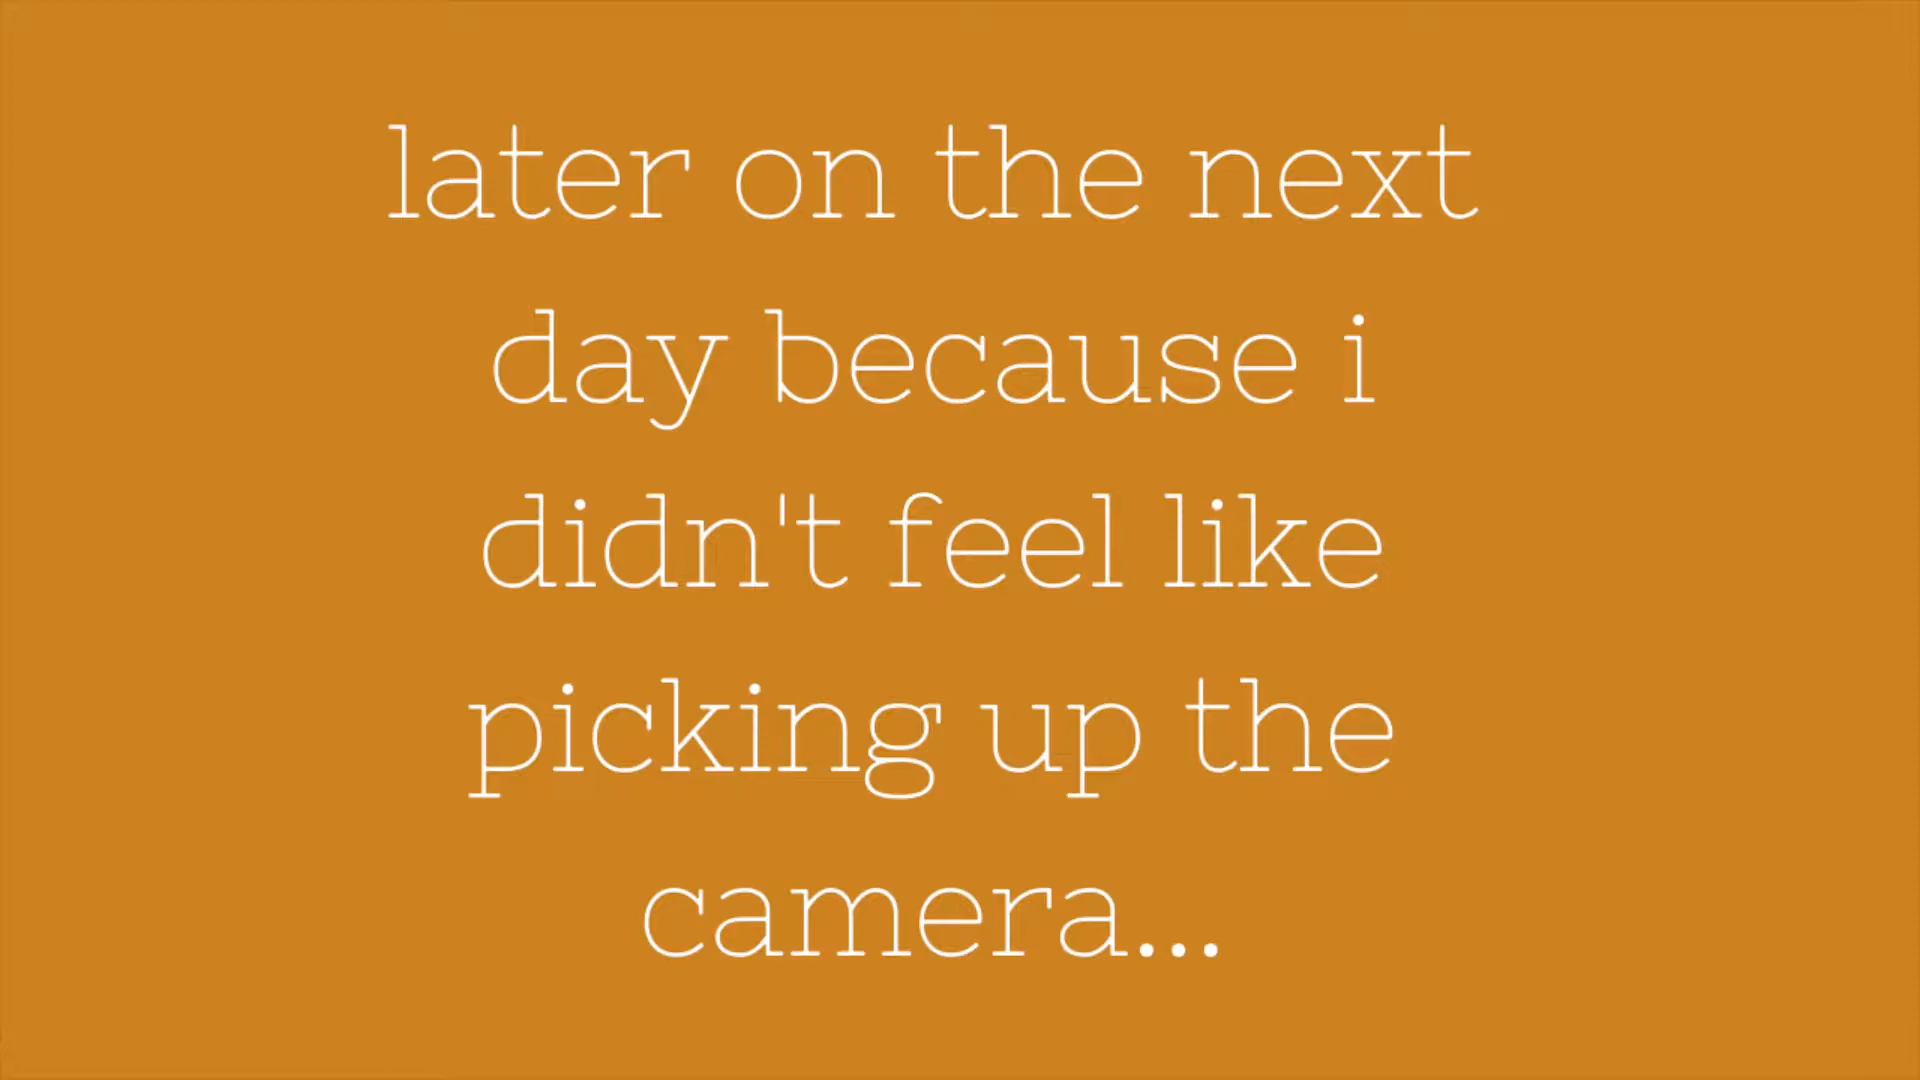 later on the next
day because i
didn't feel like
picking up the
camera...